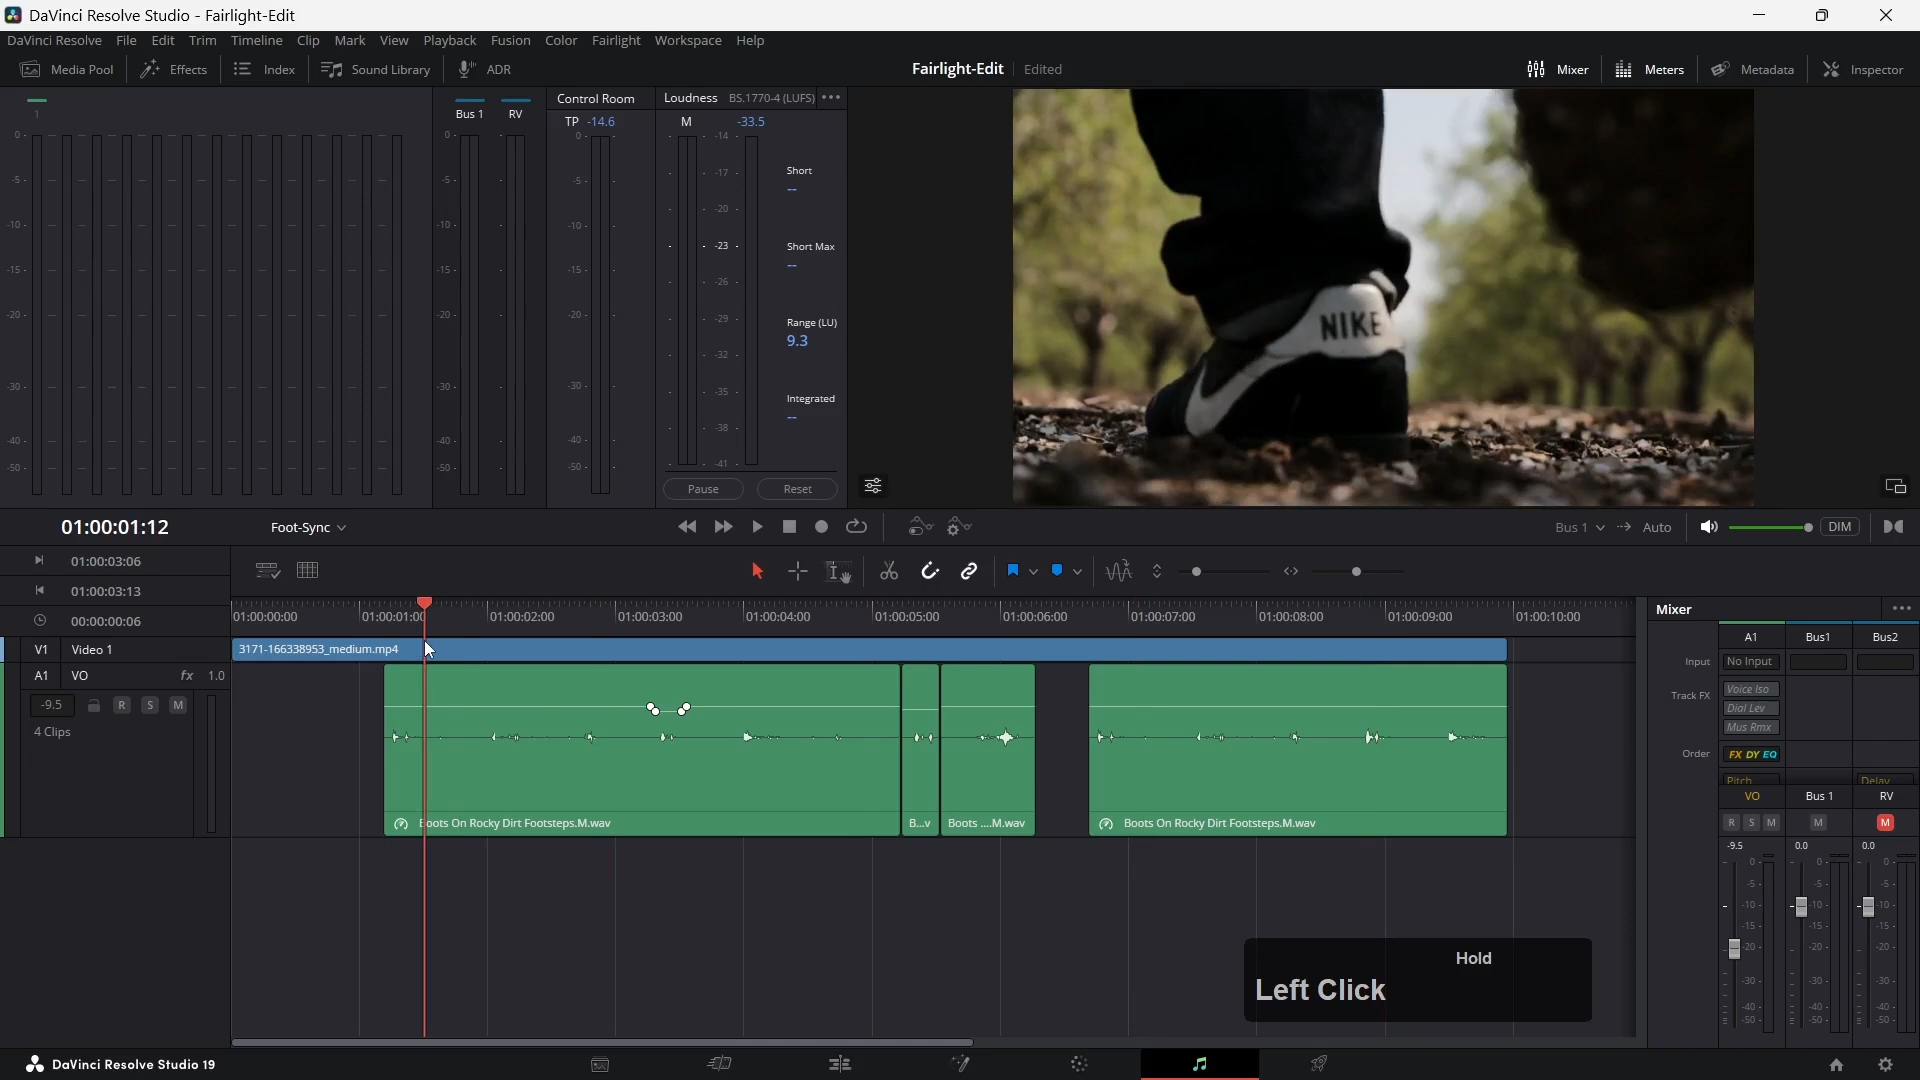 DaVinci Resolve Studio - Fairlight-Edit
DaVinci Resolve File Edit Trim Timeline Clip Mark View Playback Fusion Color Fairlight Workspace Help
Media Pool Effects Index Sound Library ADR Fairlight-Edit Edited Mixer Meters Metadata Inspector
1 Bus 1 RV Control Room Loudness BS.1770-4 (LUFS)
TP -14.6 M -33.5
0 -5 -10 -15 -20 -30 -40 -50
0 -5 -10 -15 -20 -30 -40 -50
0 -5 -10 -15 -20 -30 -40 -50
-14 -17 -20 -23 -26 -29 -32 -35 -38 -41
Short
--
Short Max
--
Range (LU)
9.3
Integrated
--
Pause Reset
NIKE
01:00:01:12 Foot-Sync Bus 1 Auto DIM
01:00:03:06
01:00:03:13
00:00:00:06
01:00:00:00 01:00:01:00 01:00:02:00 01:00:03:00 01:00:04:00 01:00:05:00 01:00:06:00 01:00:07:00 01:00:08:00 01:00:09:00 01:00:10:00
V1 Video 1 3171-166338953_medium.mp4
A1 VO fx 1.0
-9.5 R S M
4 Clips
Boots On Rocky Dirt Footsteps.M.wav B...v Boots ....M.wav Boots On Rocky Dirt Footsteps.M.wav
Mixer
A1 Bus1 Bus2
Input No Input
Track FX Voice Iso
Dial Lev
Mus Rmx
Order FX DY EQ
Pitch Delay
VO Bus 1 RV
R S M M M
-9.5 0.0 0.0
0 -5 -10 -15 -20 -30 -40 -50
0 -5 -10 -15 -20 -30 -40 -50
0 -5 -10 -15 -20 -30 -40 -50
Hold
Left Click
DaVinci Resolve Studio 19